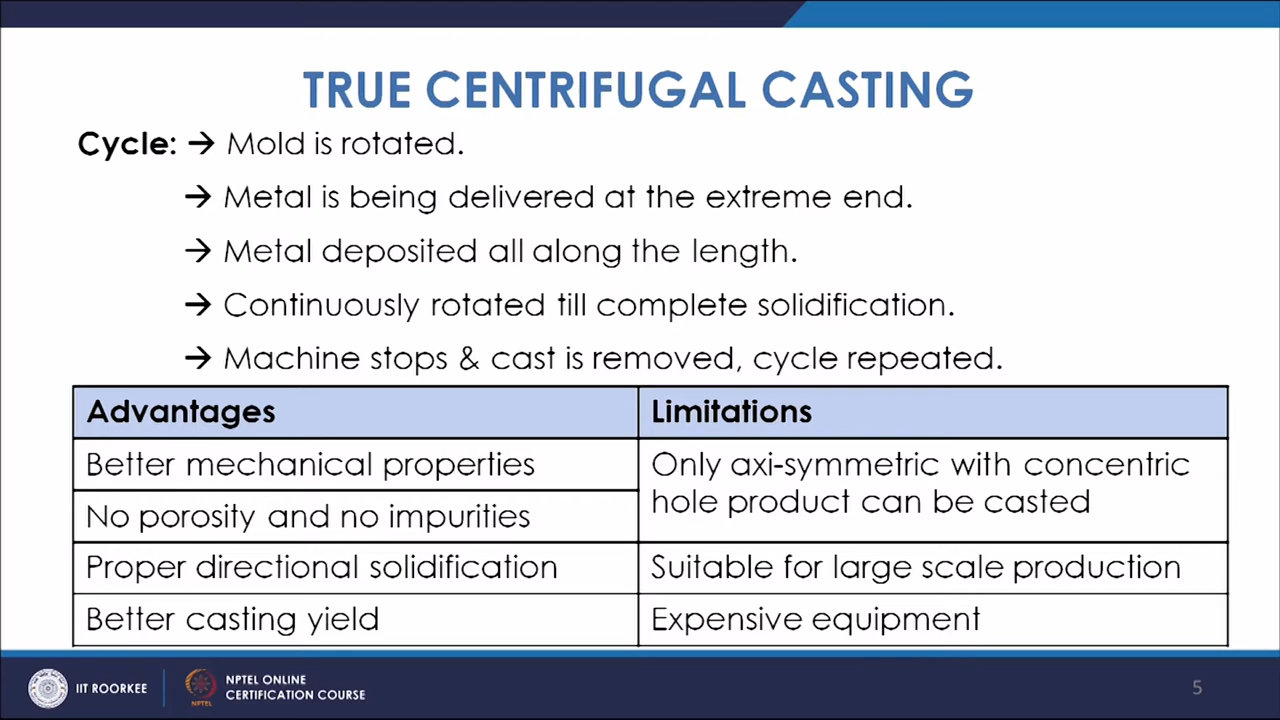 TRUE CENTRIFUGAL CASTING
Cycle: → Mold is rotated.
→ Metal is being delivered at the extreme end.
→ Metal deposited all along the length.
→ Continuously rotated till complete solidification.
→ Machine stops & cast is removed, cycle repeated.
Advantages
Limitations
Better mechanical properties
Only axi-symmetric with concentric
hole product can be casted
No porosity and no impurities
Proper directional solidification
Suitable for large scale production
Better casting yield
Expensive equipment
IIT ROORKEE
NPTEL
NPTEL ONLINE
CERTIFICATION COURSE
5